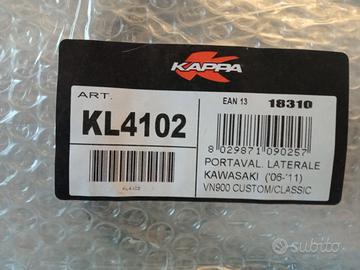 KAPPA
ART.
KL4102
KL4102
EAN 13 18310
8 029871 090257
PORTAVAL. LATERALE
KAWASAKI ('06-'11)
VN900 CUSTOM/CLASSIC
subito